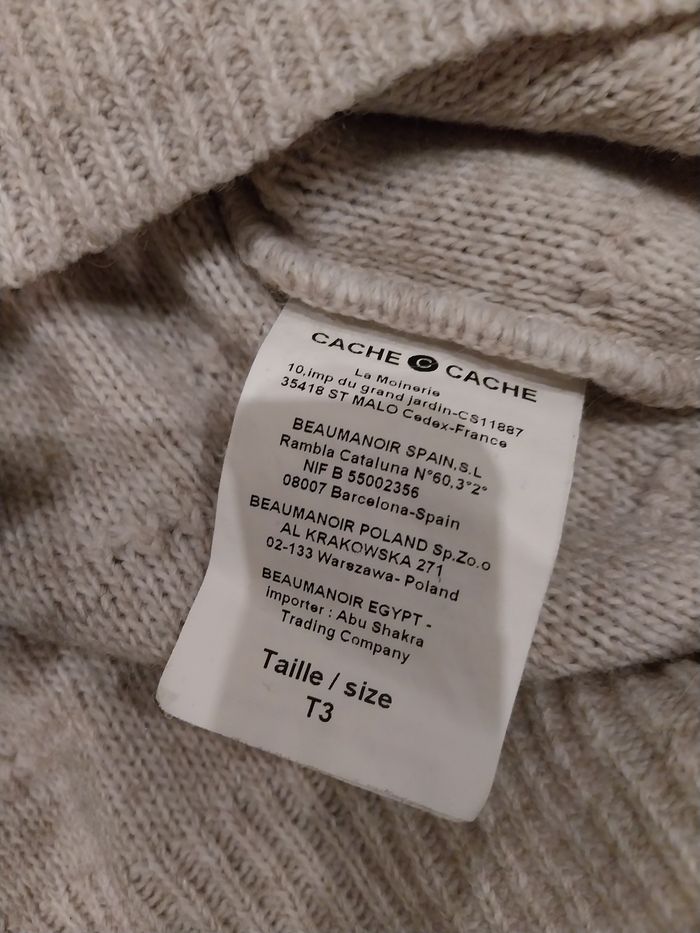 CACHE C CACHE
La Moinerie
10,imp du grand jardin-CS11887
35418 ST MALO Cedex-France
BEAUMANOIR SPAIN,S.L
Rambla Cataluna N°60,3°2°
NIF B 55002356
08007 Barcelona-Spain
BEAUMANOIR POLAND Sp.Zo.o
AL KRAKOWSKA 271
02-133 Warszawa- Poland
BEAUMANOIR EGYPT -
importer : Abu Shakra
Trading Company
Taille / size
T3